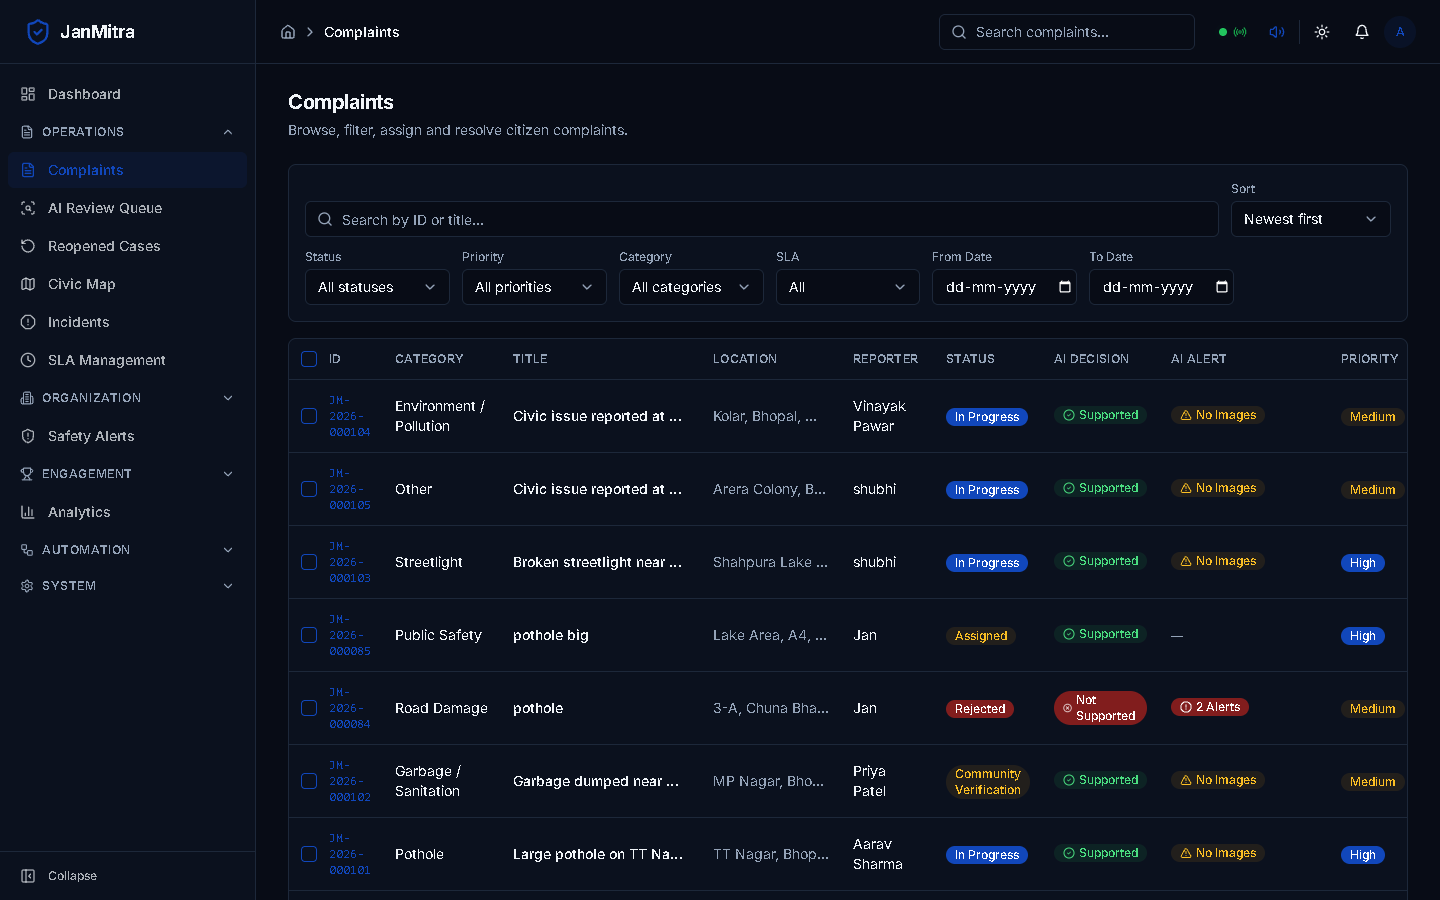 JanMitra
Complaints
Search complaints...
A
Dashboard
OPERATIONS
Complaints
AI Review Queue
Reopened Cases
Civic Map
Incidents
SLA Management
ORGANIZATION
Safety Alerts
ENGAGEMENT
Analytics
AUTOMATION
SYSTEM
Collapse
Complaints
Browse, filter, assign and resolve citizen complaints.
Sort
Search by ID or title...
Newest first
Status Priority Category SLA From Date To Date
All statuses All priorities All categories All dd-mm-yyyy dd-mm-yyyy
ID CATEGORY TITLE LOCATION REPORTER STATUS AI DECISION AI ALERT PRIORITY
JM-2026-000104 Environment / Pollution Civic issue reported at ... Kolar, Bhopal, ... Vinayak Pawar In Progress Supported No Images Medium
JM-2026-000105 Other Civic issue reported at ... Arera Colony, B... shubhi In Progress Supported No Images Medium
JM-2026-000103 Streetlight Broken streetlight near ... Shahpura Lake ... shubhi In Progress Supported No Images High
JM-2026-000085 Public Safety pothole big Lake Area, A4, ... Jan Assigned Supported — High
JM-2026-000084 Road Damage pothole 3-A, Chuna Bha... Jan Rejected Not Supported 2 Alerts Medium
JM-2026-000102 Garbage / Sanitation Garbage dumped near ... MP Nagar, Bho... Priya Patel Community Verification Supported No Images Medium
JM-2026-000101 Pothole Large pothole on TT Na... TT Nagar, Bhop... Aarav Sharma In Progress Supported No Images High